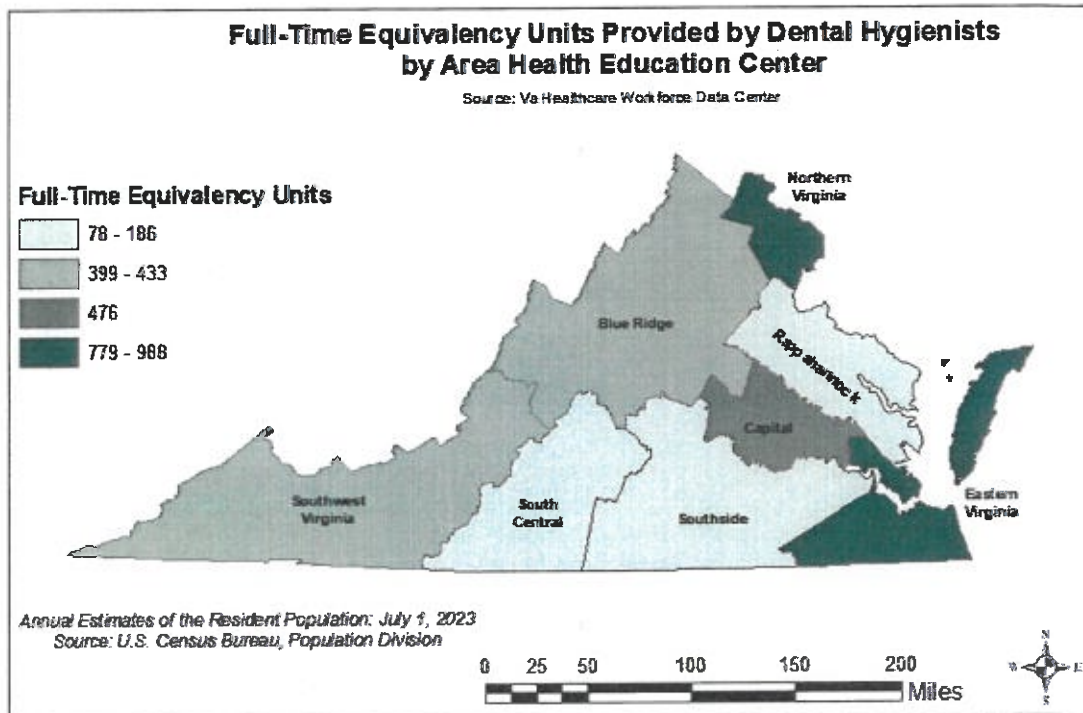 Full-Time Equivalency Units Provided by Dental Hygienists
by Area Health Education Center
Source: Va Healthcare Workforce Data Center
Full-Time Equivalency Units
78 - 186
399 - 433
476
779 - 988
Northern
Virginia
Blue Ridge
Rappahannock
Capital
Southwest
Virginia
South
Central
Southside
Eastern
Virginia
Annual Estimates of the Resident Population: July 1, 2023
Source: U.S. Census Bureau, Population Division
0 25 50 100 150 200
Miles
N
W E
S